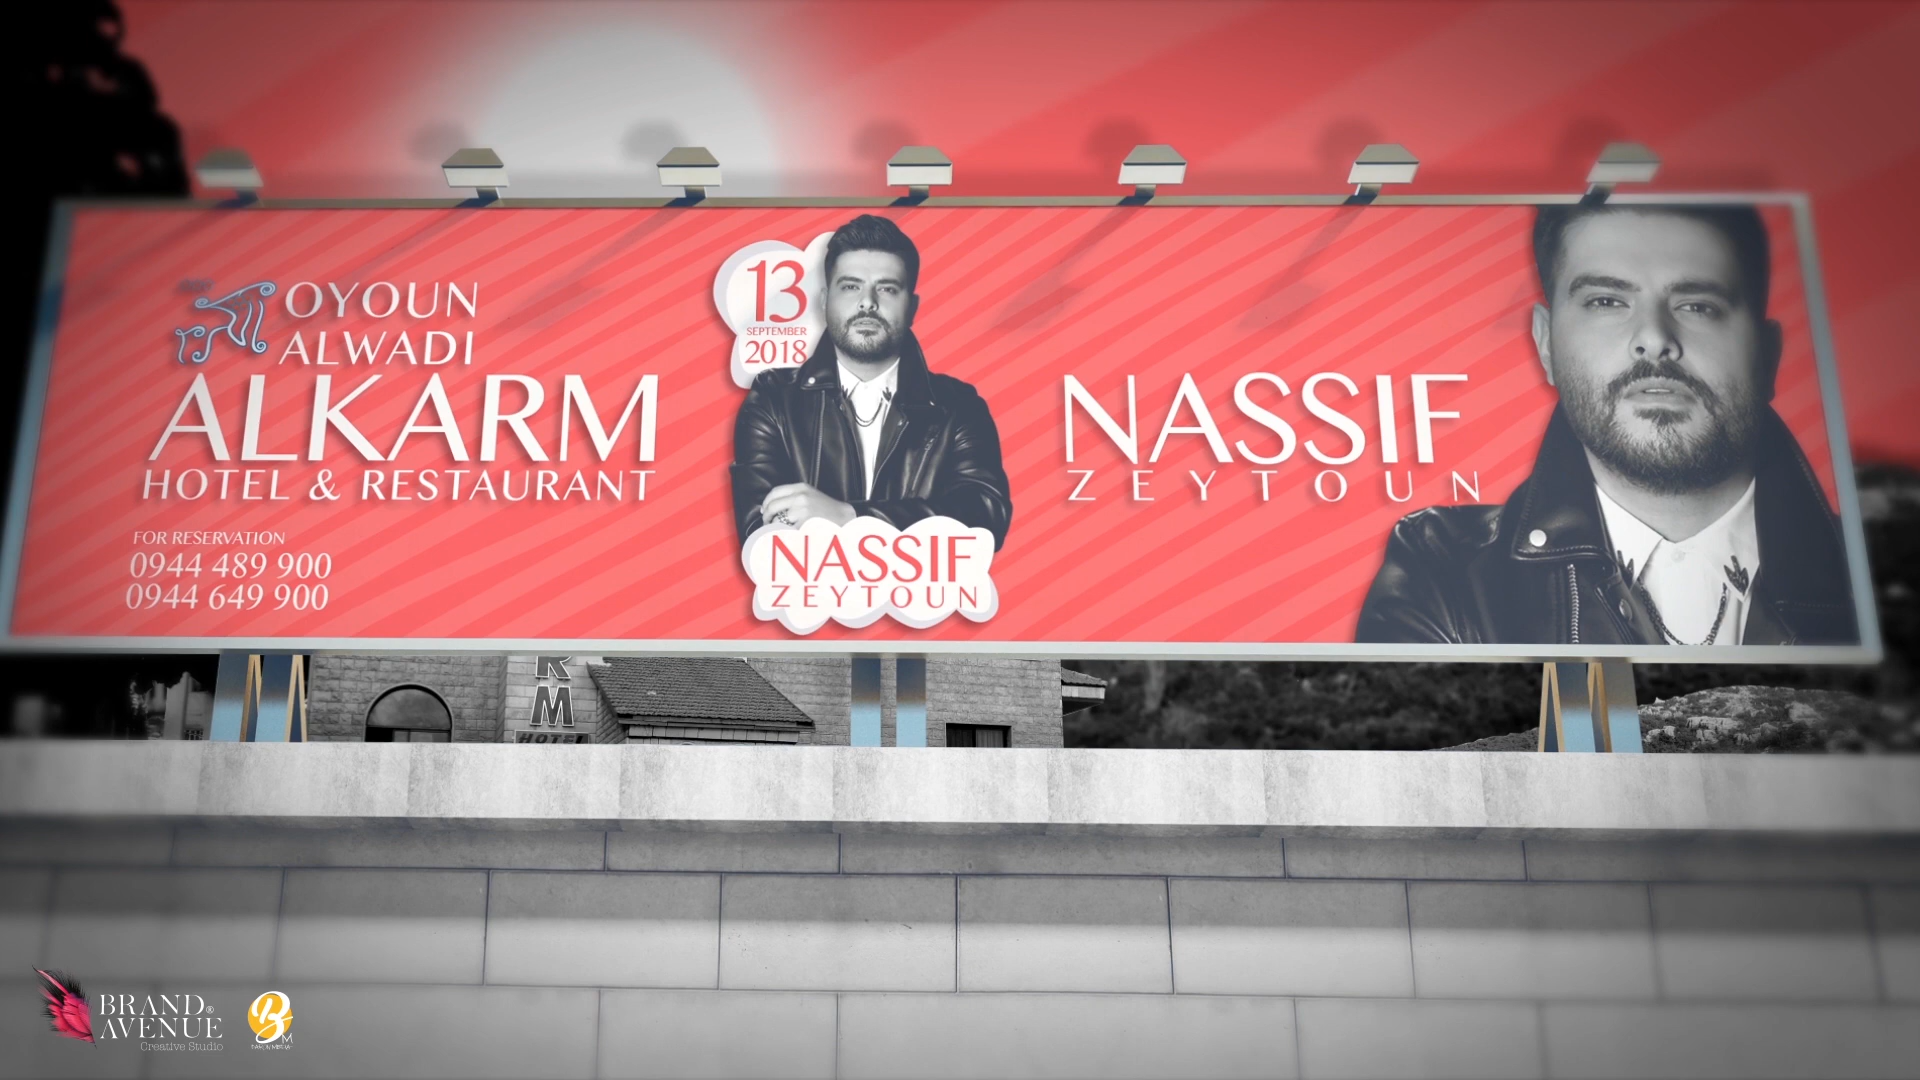 OYOUN
ALWADI
ALKARM
HOTEL & RESTAURANT
FOR RESERVATION
0944 489 900
0944 649 900
13
SEPTEMBER
2018
NASSIF
ZEYTOUN
NASSIF
ZEYTOUN
RM
HOTEL
BRAND®
AVENUE
Creative Studio
B
M